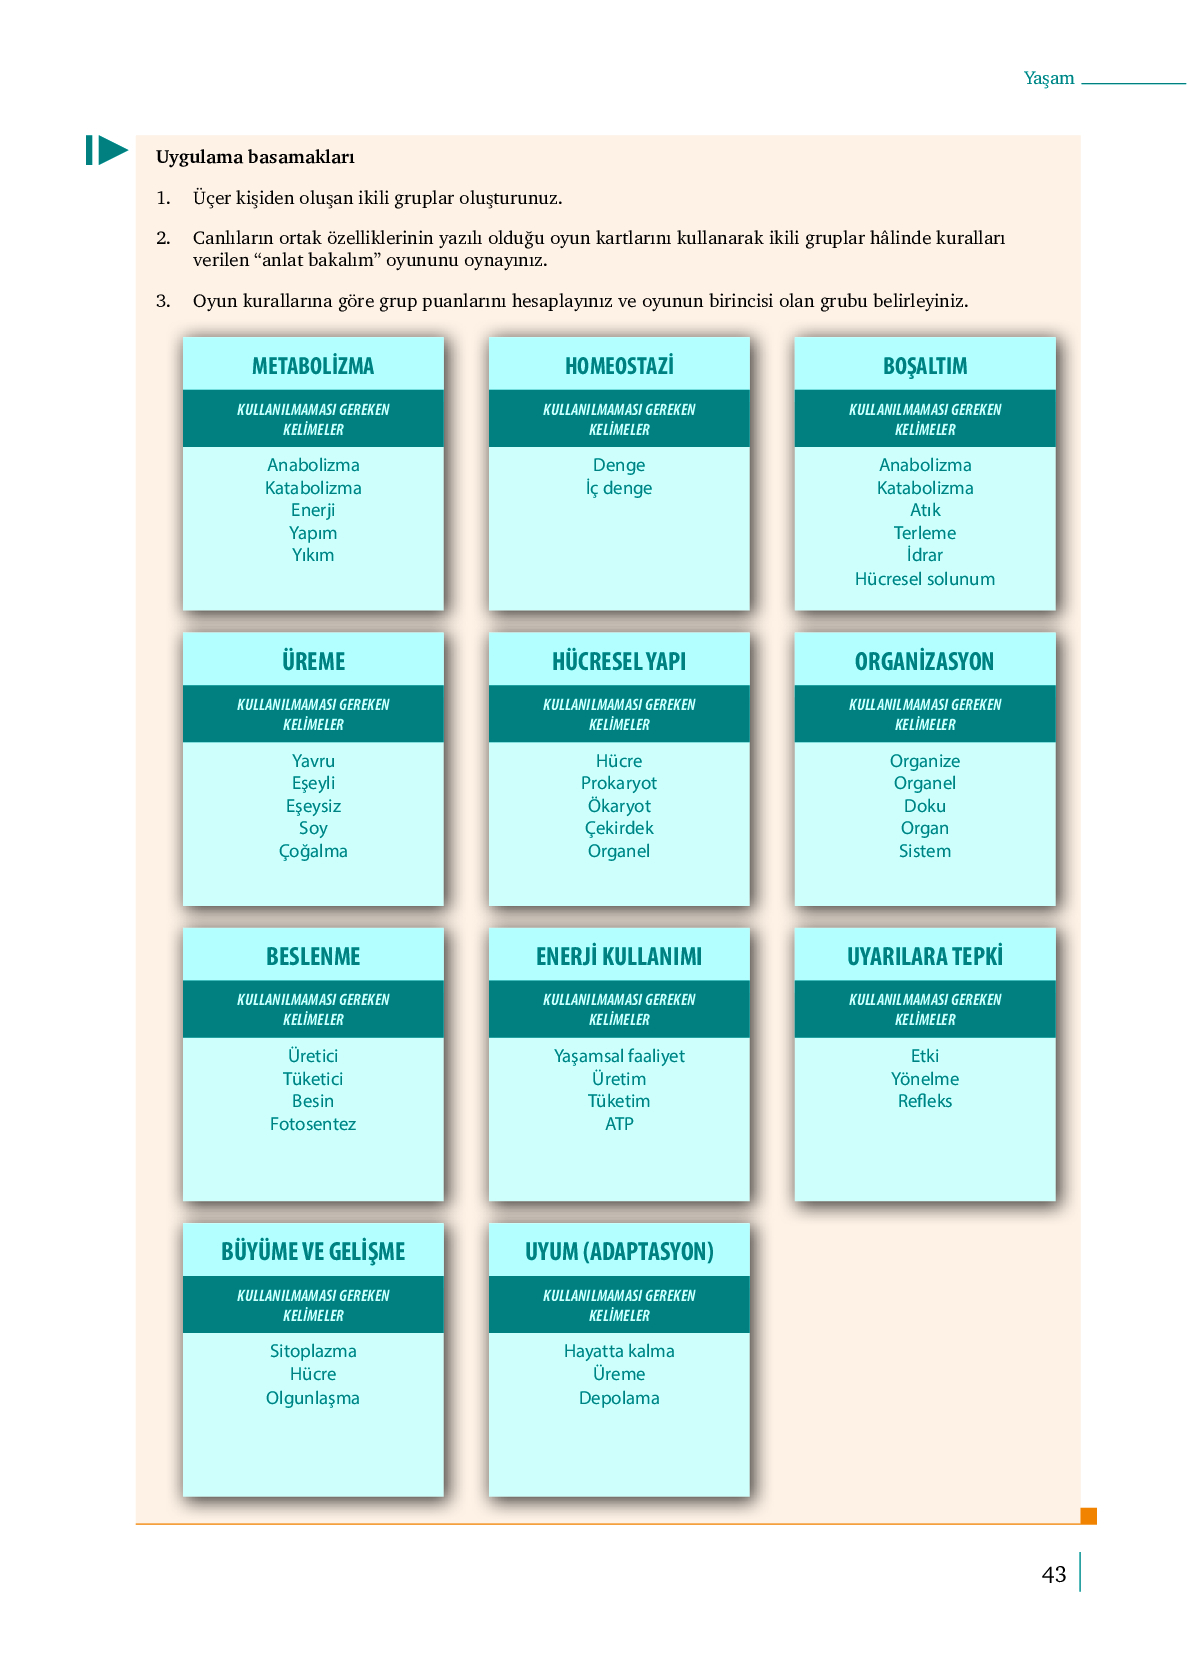 Yaşam
Uygulama basamakları
1. Üçer kişiden oluşan ikili gruplar oluşturunuz.
2. Canlıların ortak özelliklerinin yazılı olduğu oyun kartlarını kullanarak ikili gruplar hâlinde kuralları
verilen “anlat bakalım” oyununu oynayınız.
3. Oyun kurallarına göre grup puanlarını hesaplayınız ve oyunun birincisi olan grubu belirleyiniz.
METABOLİZMA
KULLANILMAMASI GEREKEN
KELİMELER
Anabolizma
Katabolizma
Enerji
Yapım
Yıkım
HOMEOSTAZİ
KULLANILMAMASI GEREKEN
KELİMELER
Denge
İç denge
BOŞALTIM
KULLANILMAMASI GEREKEN
KELİMELER
Anabolizma
Katabolizma
Atık
Terleme
İdrar
Hücresel solunum
ÜREME
KULLANILMAMASI GEREKEN
KELİMELER
Yavru
Eşeyli
Eşeysiz
Soy
Çoğalma
HÜCRESEL YAPI
KULLANILMAMASI GEREKEN
KELİMELER
Hücre
Prokaryot
Ökaryot
Çekirdek
Organel
ORGANİZASYON
KULLANILMAMASI GEREKEN
KELİMELER
Organize
Organel
Doku
Organ
Sistem
BESLENME
KULLANILMAMASI GEREKEN
KELİMELER
Üretici
Tüketici
Besin
Fotosentez
ENERJİ KULLANIMI
KULLANILMAMASI GEREKEN
KELİMELER
Yaşamsal faaliyet
Üretim
Tüketim
ATP
UYARILARA TEPKİ
KULLANILMAMASI GEREKEN
KELİMELER
Etki
Yönelme
Refleks
BÜYÜME VE GELİŞME
KULLANILMAMASI GEREKEN
KELİMELER
Sitoplazma
Hücre
Olgunlaşma
UYUM (ADAPTASYON)
KULLANILMAMASI GEREKEN
KELİMELER
Hayatta kalma
Üreme
Depolama
43